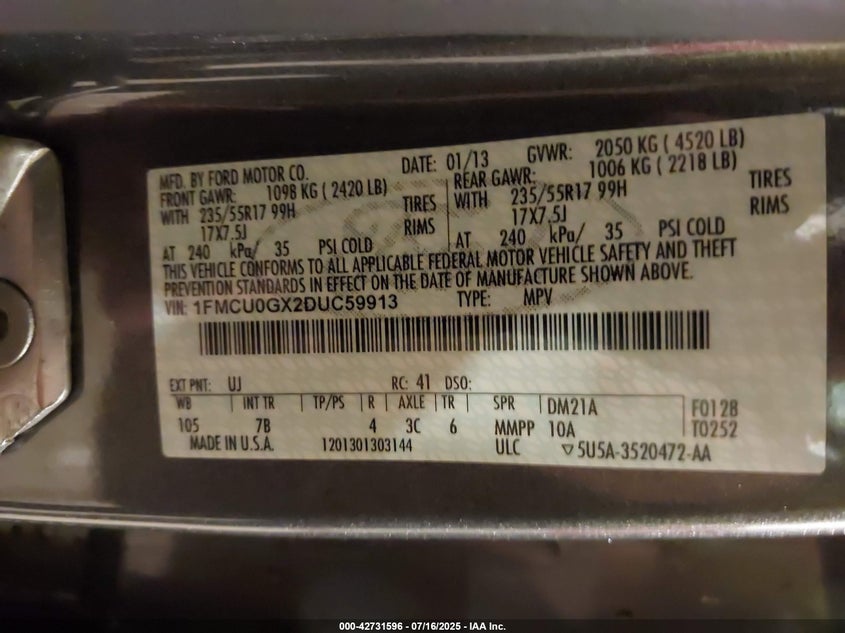 MFD. BY FORD MOTOR CO. DATE: 01/13 GVWR: 2050 KG ( 4520 LB)
FRONT GAWR: 1098 KG ( 2420 LB) REAR GAWR: 1006 KG ( 2218 LB)
WITH 235/55R17 99H TIRES WITH 235/55R17 99H TIRES
17X7.5J RIMS 17X7.5J RIMS
AT 240 kPa/ 35 PSI COLD AT 240 kPa/ 35 PSI COLD
THIS VEHICLE CONFORMS TO ALL APPLICABLE FEDERAL MOTOR VEHICLE SAFETY AND THEFT
PREVENTION STANDARDS IN EFFECT ON THE DATE OF MANUFACTURE SHOWN ABOVE.
VIN: 1FMCU0GX2DUC59913 TYPE: MPV
EXT PNT: UJ RC: 41 DSO:
WB INT TR TP/PS R AXLE TR SPR DM21A F0128
105 7B 4 3C 6 MMPP 10A T0252
MADE IN U.S.A. 1201301303144 ULC ▽5U5A-3520472-AA
000-42731596 - 07/16/2025 - IAA Inc.